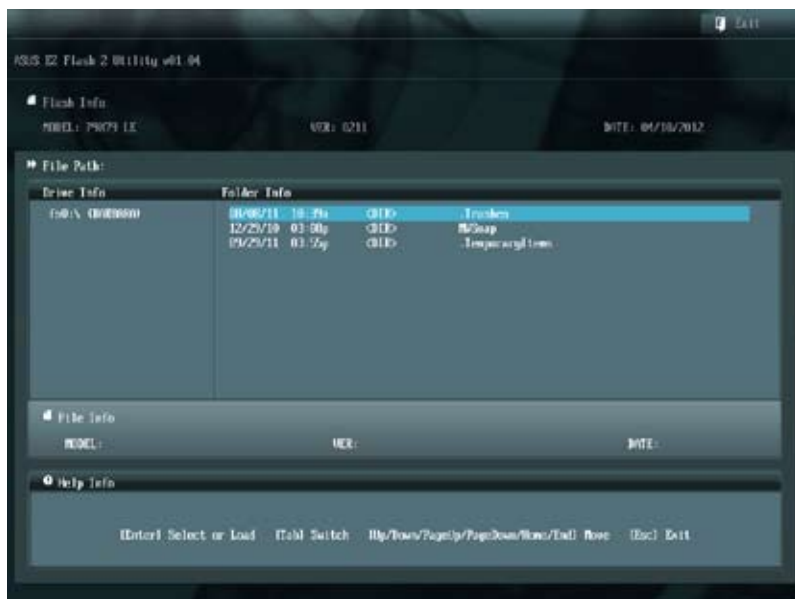 Exit
ASUS EZ Flash 2 Utility v01.04
Flash Info
MODEL: P9X79 LE VER: 0211 DATE: 04/10/2012
File Path:
Drive Info Folder Info
fs0:\
08/08/11 10:39a <DIR> .Trashes
12/29/10 03:08p <DIR>
09/29/11 03:55p <DIR> .TemporaryItems
File Info
MODEL: VER: DATE:
Help Info
[Enter] Select or Load [Tab] Switch [Up/Down/PageUp/PageDown/Home/End] Move [Esc] Exit